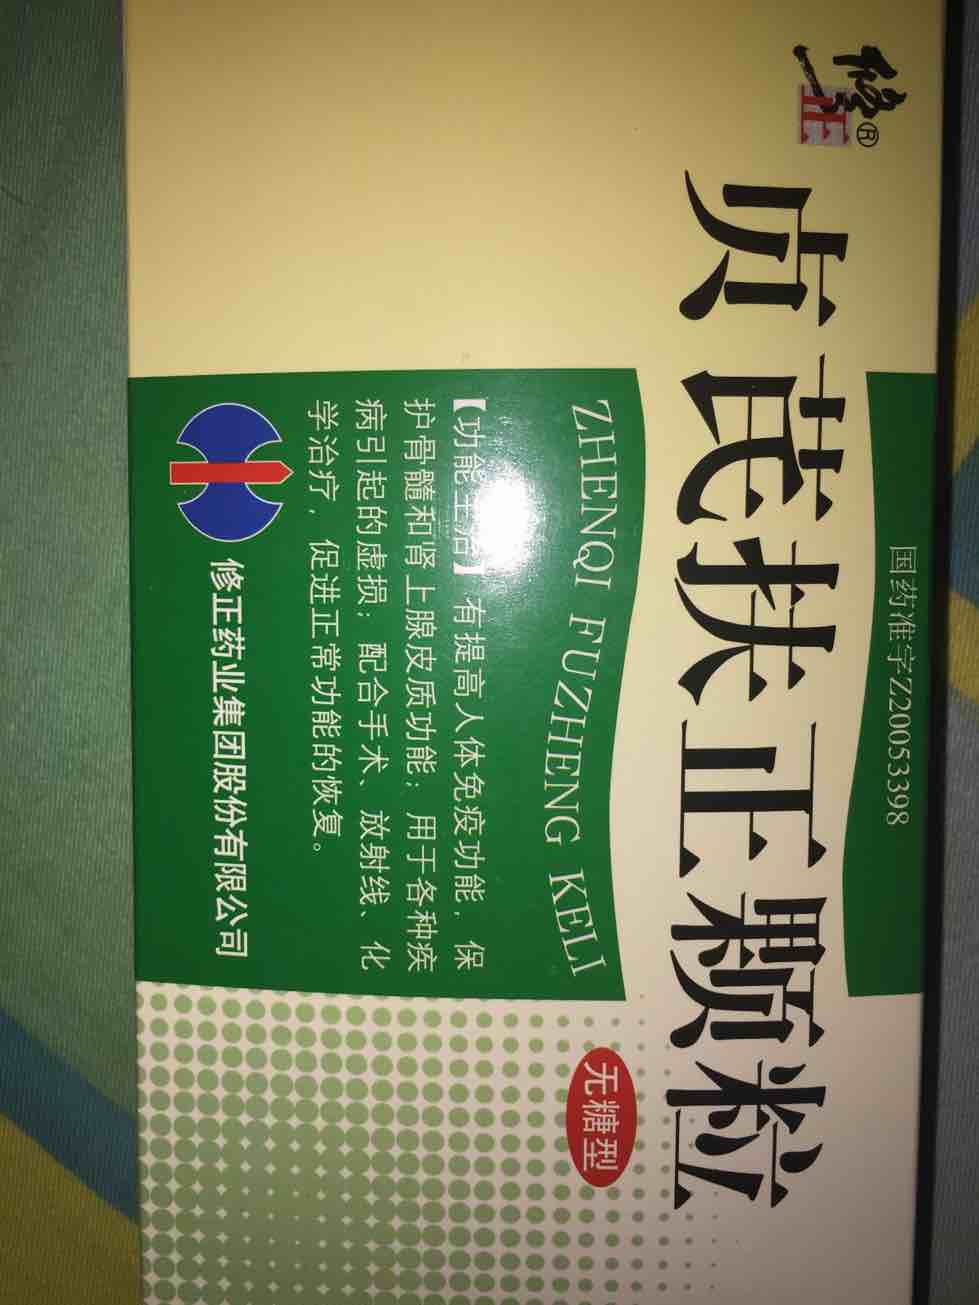 修正®
国药准字Z20053398
贞芪扶正颗粒
ZHENQI FUZHENG KELI
无糖型
【功能主治】有提高人体免疫功能，保
护骨髓和肾上腺皮质功能；用于各种疾
病引起的虚损；配合手术、放射线、化
学治疗，促进正常功能的恢复。
修正药业集团股份有限公司